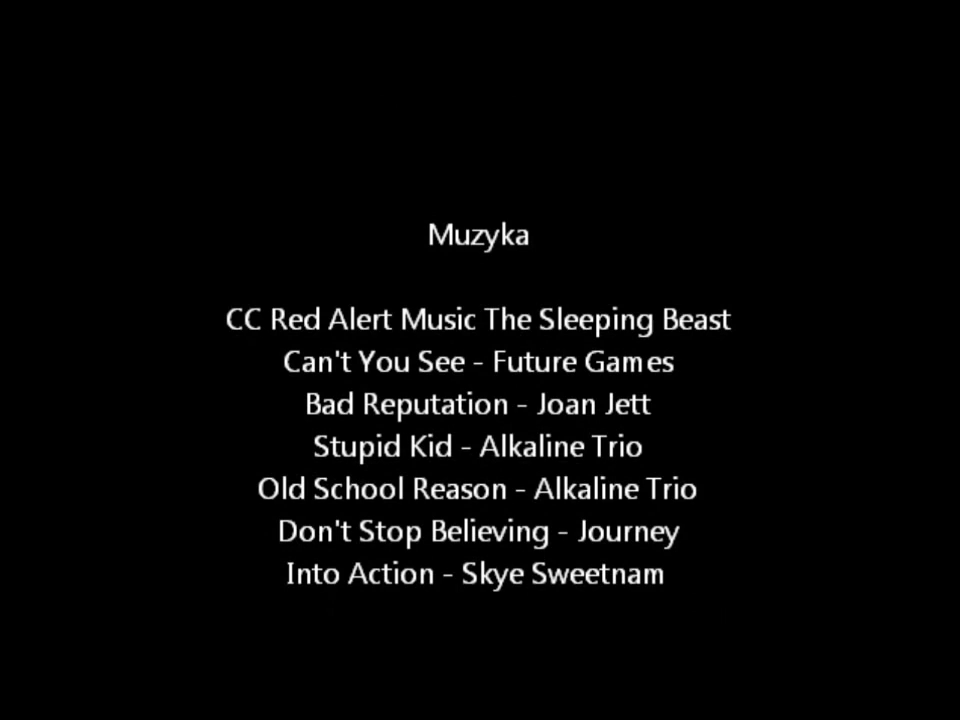 Muzyka
CC Red Alert Music The Sleeping Beast
Can't You See - Future Games
Bad Reputation - Joan Jett
Stupid Kid - Alkaline Trio
Old School Reason - Alkaline Trio
Don't Stop Believing - Journey
Into Action - Skye Sweetnam